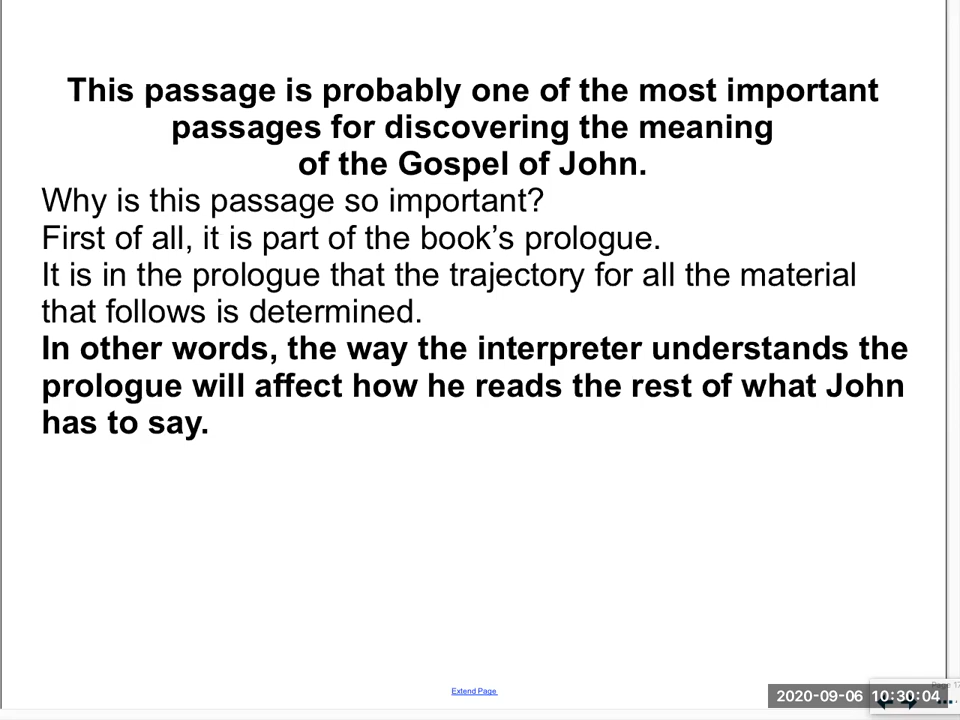 This passage is probably one of the most important
passages for discovering the meaning
of the Gospel of John.
Why is this passage so important?
First of all, it is part of the book’s prologue.
It is in the prologue that the trajectory for all the material
that follows is determined.
In other words, the way the interpreter understands the
prologue will affect how he reads the rest of what John
has to say.
Extend Page
Page 17
2020-09-06 10:30:04